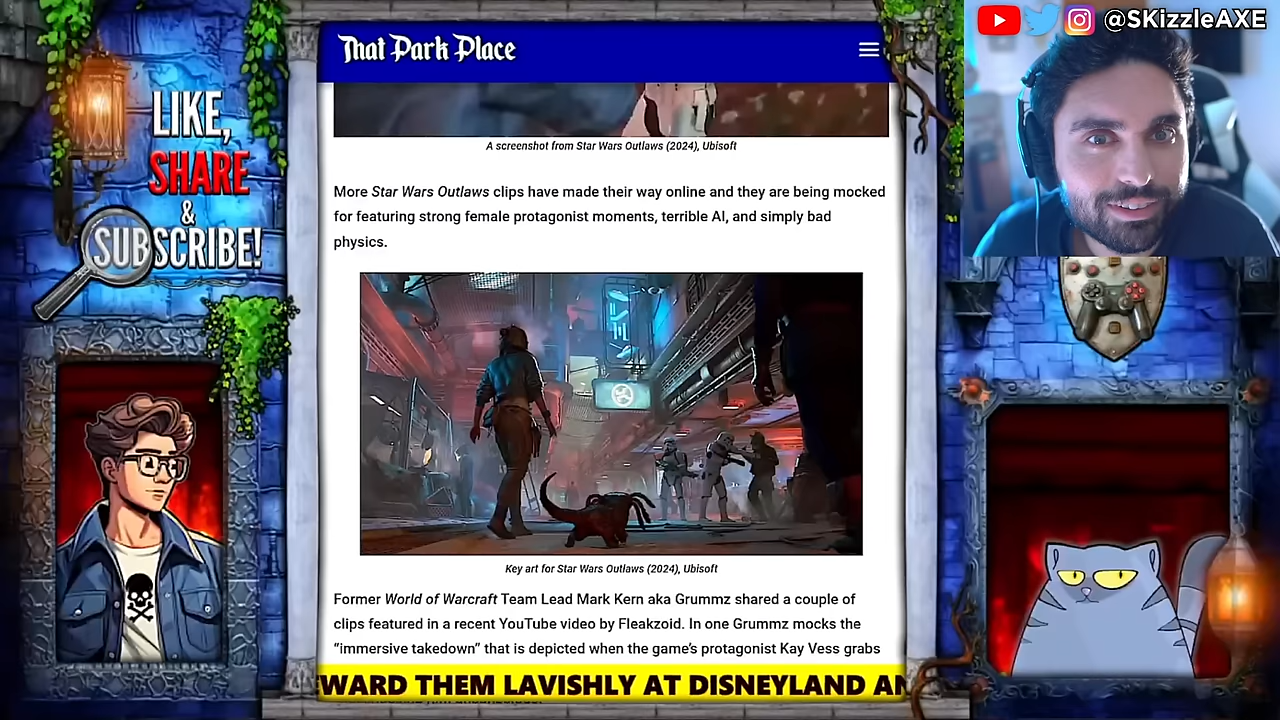 @SKizzleAXE
LIKE,
SHARE
&
SUBSCRIBE!
That Park Place
A screenshot from Star Wars Outlaws (2024), Ubisoft
More Star Wars Outlaws clips have made their way online and they are being mocked
for featuring strong female protagonist moments, terrible AI, and simply bad
physics.
Key art for Star Wars Outlaws (2024), Ubisoft
Former World of Warcraft Team Lead Mark Kern aka Grummz shared a couple of
clips featured in a recent YouTube video by Fleakzoid. In one Grummz mocks the
“immersive takedown” that is depicted when the game’s protagonist Kay Vess grabs
WARD THEM LAVISHLY AT DISNEYLAND AN